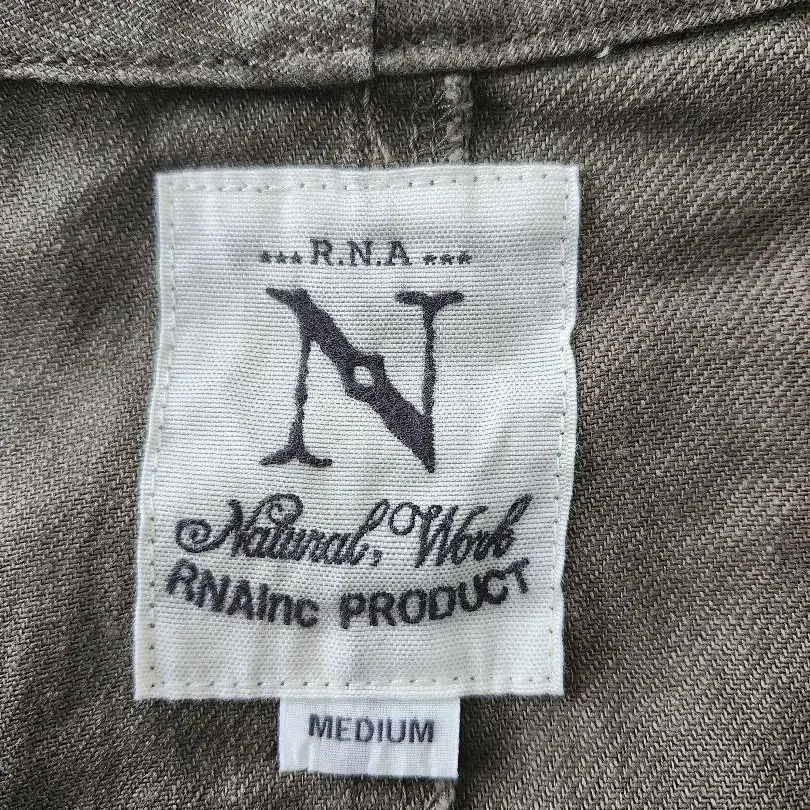 R.N.A
N
Natural, Work
RNAInc PRODUCT
MEDIUM